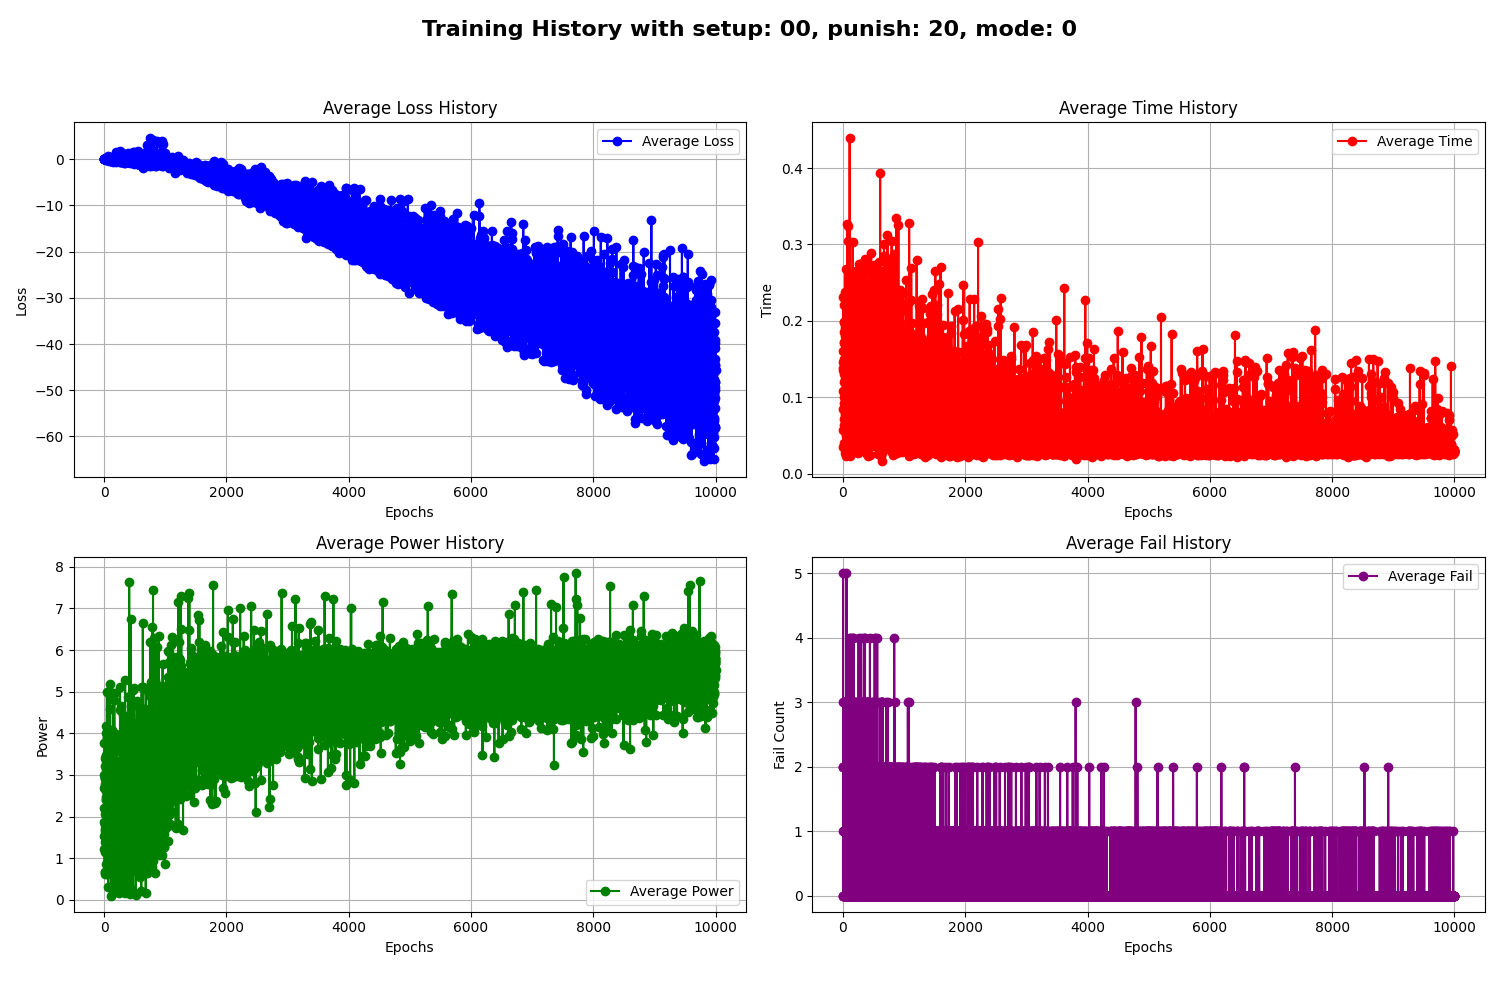 Training History with setup: 00, punish: 20, mode: 0
Average Loss History
Average Loss
Loss
0
−10
−20
−30
−40
−50
−60
0 2000 4000 6000 8000 10000
Epochs
Average Time History
Average Time
Time
0.4
0.3
0.2
0.1
0.0
0 2000 4000 6000 8000 10000
Epochs
Average Power History
Average Power
Power
8
7
6
5
4
3
2
1
0
0 2000 4000 6000 8000 10000
Epochs
Average Fail History
Average Fail
Fail Count
5
4
3
2
1
0
0 2000 4000 6000 8000 10000
Epochs